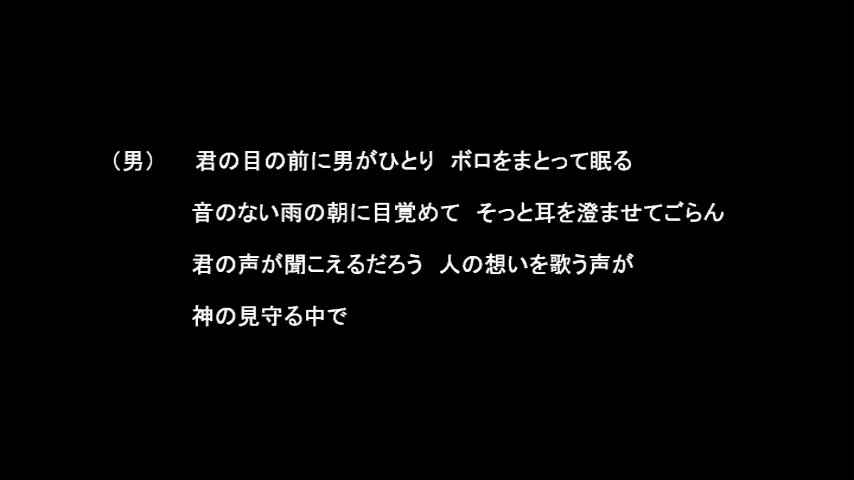 （男）　君の目の前に男がひとり　ボロをまとって眠る
音のない雨の朝に目覚めて　そっと耳を澄ませてごらん
君の声が聞こえるだろう　人の想いを歌う声が
神の見守る中で